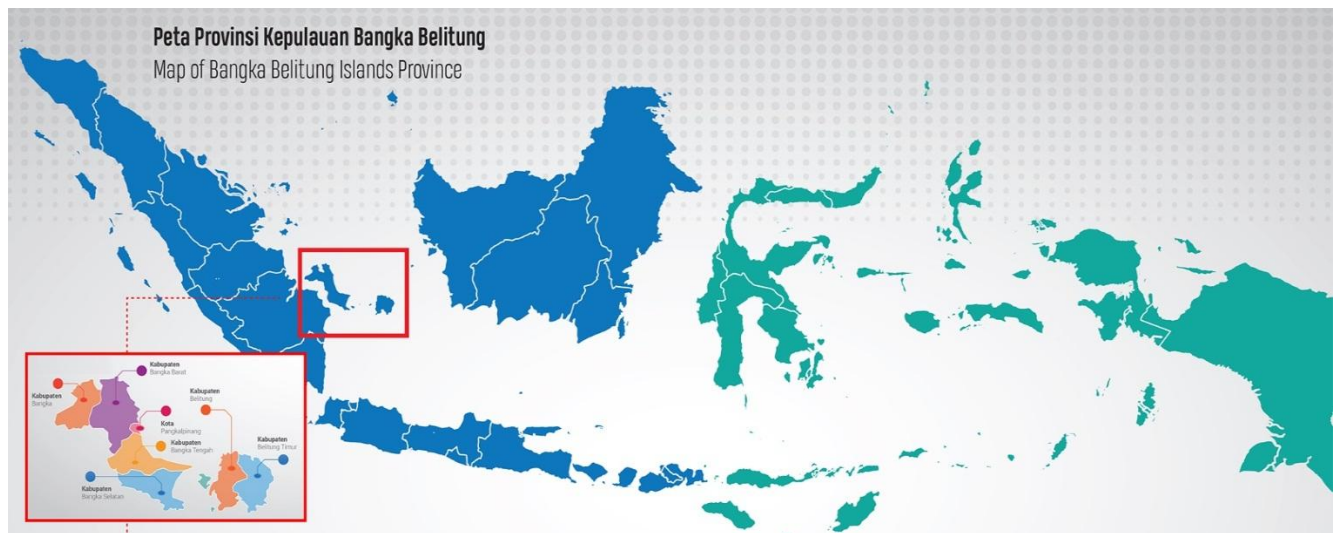 Peta Provinsi Kepulauan Bangka Belitung
Map of Bangka Belitung Islands Province
Kabupaten
Bangka Barat
Kabupaten
Bangka
Kabupaten
Belitung
Kota
Pangkalpinang
Kabupaten
Bangka Tengah
Kabupaten
Belitung Timur
Kabupaten
Bangka Selatan